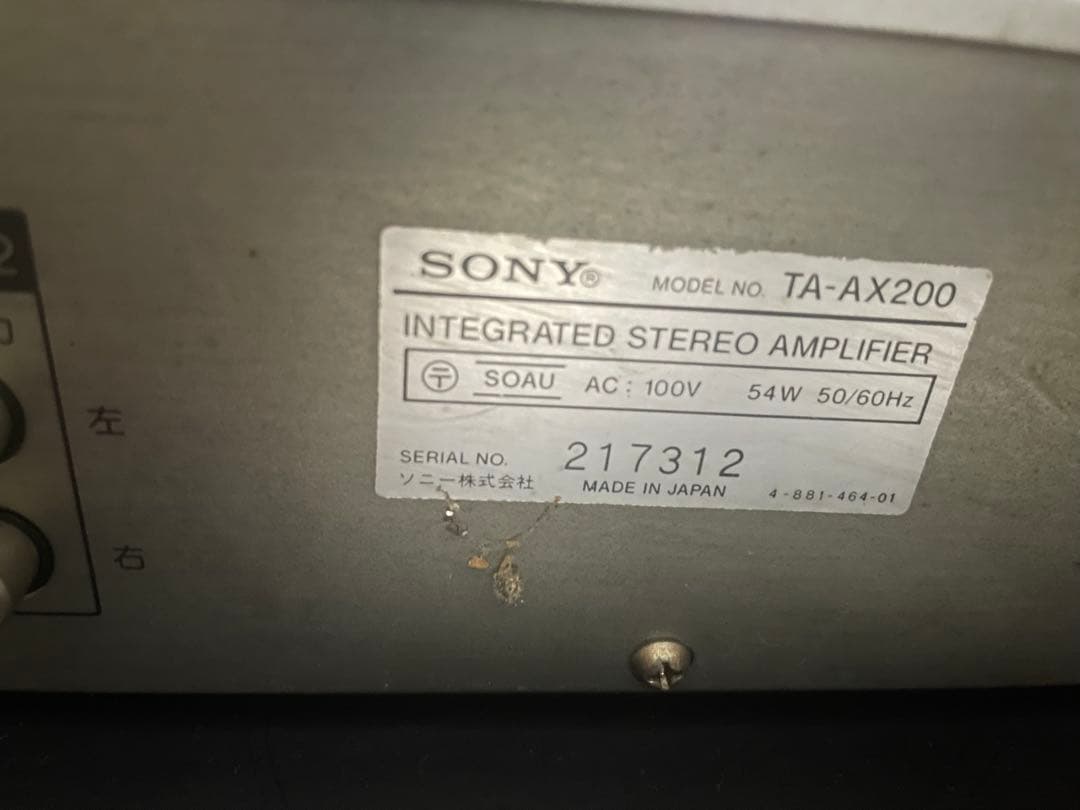 SONY® MODEL NO. TA-AX200
INTEGRATED STEREO AMPLIFIER
〒 SOAU AC: 100V 54W 50/60Hz
SERIAL NO. 217312
ソニー株式会社 MADE IN JAPAN 4-881-464-01
2
左
右